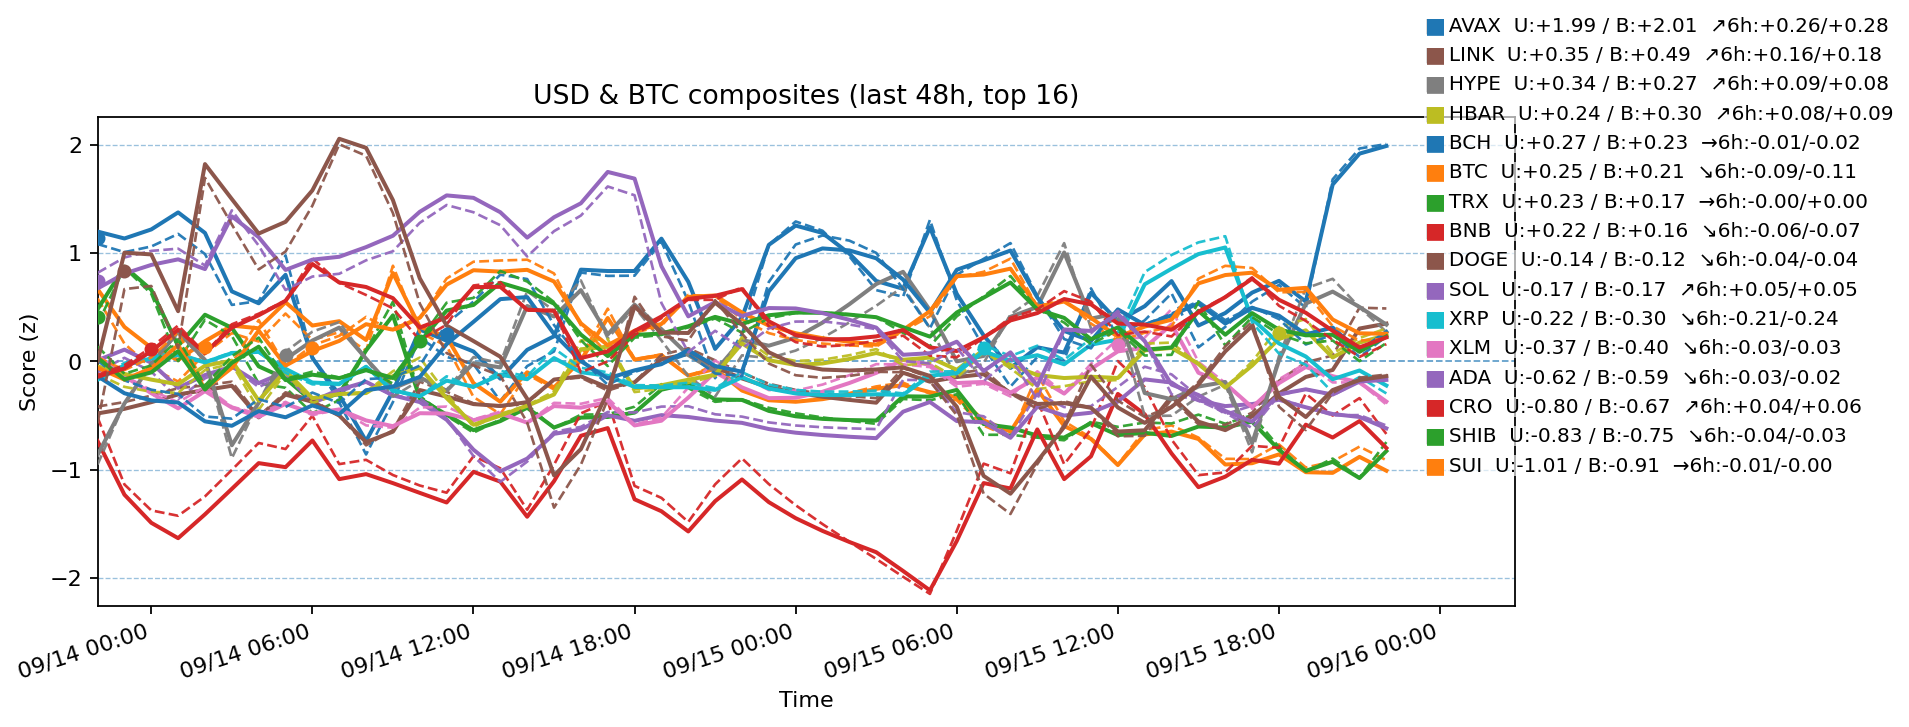 AVAX  U:+1.99 / B:+2.01  ↗6h:+0.26/+0.28
LINK  U:+0.35 / B:+0.49  ↗6h:+0.16/+0.18
HYPE  U:+0.34 / B:+0.27  ↗6h:+0.09/+0.08
HBAR  U:+0.24 / B:+0.30  ↗6h:+0.08/+0.09
BCH  U:+0.27 / B:+0.23  →6h:-0.01/-0.02
BTC  U:+0.25 / B:+0.21  ↘6h:-0.09/-0.11
TRX  U:+0.23 / B:+0.17  →6h:-0.00/+0.00
BNB  U:+0.22 / B:+0.16  ↘6h:-0.06/-0.07
DOGE  U:-0.14 / B:-0.12  ↘6h:-0.04/-0.04
SOL  U:-0.17 / B:-0.17  ↗6h:+0.05/+0.05
XRP  U:-0.22 / B:-0.30  ↘6h:-0.21/-0.24
XLM  U:-0.37 / B:-0.40  ↘6h:-0.03/-0.03
ADA  U:-0.62 / B:-0.59  ↘6h:-0.03/-0.02
CRO  U:-0.80 / B:-0.67  ↗6h:+0.04/+0.06
SHIB  U:-0.83 / B:-0.75  ↘6h:-0.04/-0.03
SUI  U:-1.01 / B:-0.91  →6h:-0.01/-0.00
USD & BTC composites (last 48h, top 16)
Score (z)
2
1
0
−1
−2
09/14 00:00
09/14 06:00
09/14 12:00
09/14 18:00
09/15 00:00
09/15 06:00
09/15 12:00
09/15 18:00
09/16 00:00
Time